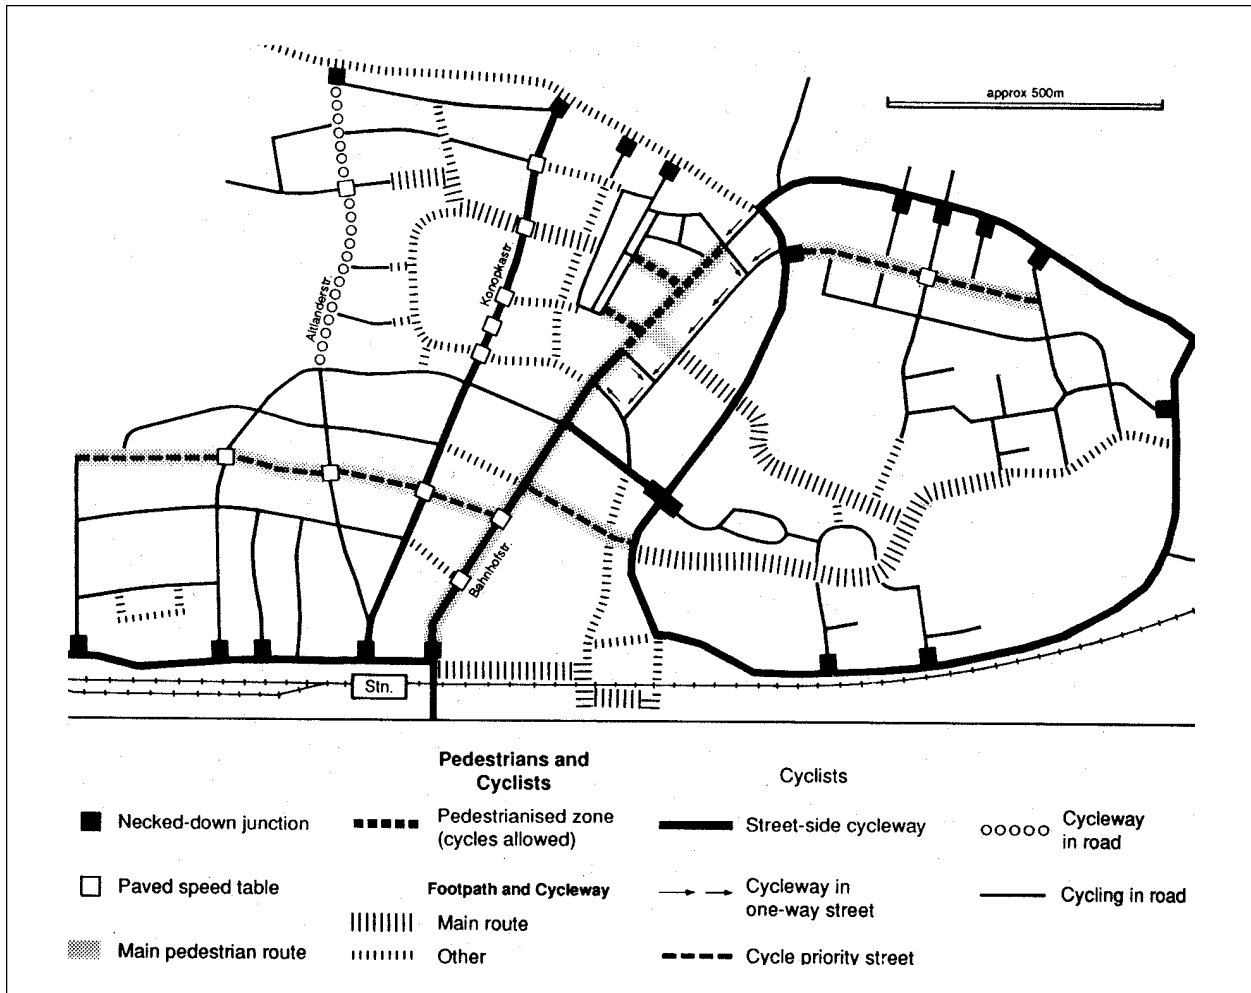 approx 500m
Altlanderstr.
Konopkastr
Bahnhofstr.
Stn.
Pedestrians and
Cyclists
Cyclists
Necked-down junction
Pedestrianised zone
(cycles allowed)
Street-side cycleway
Cycleway
in road
Paved speed table
Footpath and Cycleway
Cycleway in
one-way street
Cycling in road
Main route
Main pedestrian route
Other
Cycle priority street